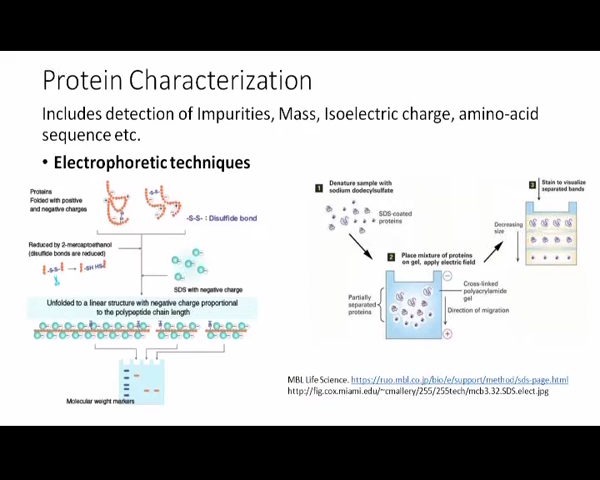 Protein Characterization
Includes detection of Impurities, Mass, Isoelectric charge, amino-acid
sequence etc.
• Electrophoretic techniques
Proteins
Folded with positive
and negative charges
-S-S- : Disulfide bond
Reduced by 2-mercaptoethanol
(disulfide bonds are reduced)
SDS with negative charge
Unfolded to a linear structure with negative charge proportional
to the polypeptide chain length
Molecular weight markers
1 Denature sample with
sodium dodecylsulfate
SDS-coated
proteins
2 Place mixture of proteins
on gel, apply electric field
Partially
separated
proteins
Cross-linked
polyacrylamide
gel
Direction of migration
3 Stain to visualize
separated bands
Decreasing
size
MBL Life Science. https://ruo.mbl.co.jp/bio/e/support/method/sds-page.html
http://fig.cox.miami.edu/~cmallery/255/255tech/mcb3.32.SDS.elect.jpg